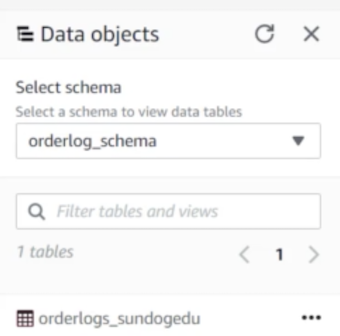 Data objects
Select schema
Select a schema to view data tables
orderlog_schema
Filter tables and views
1 tables
1
orderlogs_sundogedu